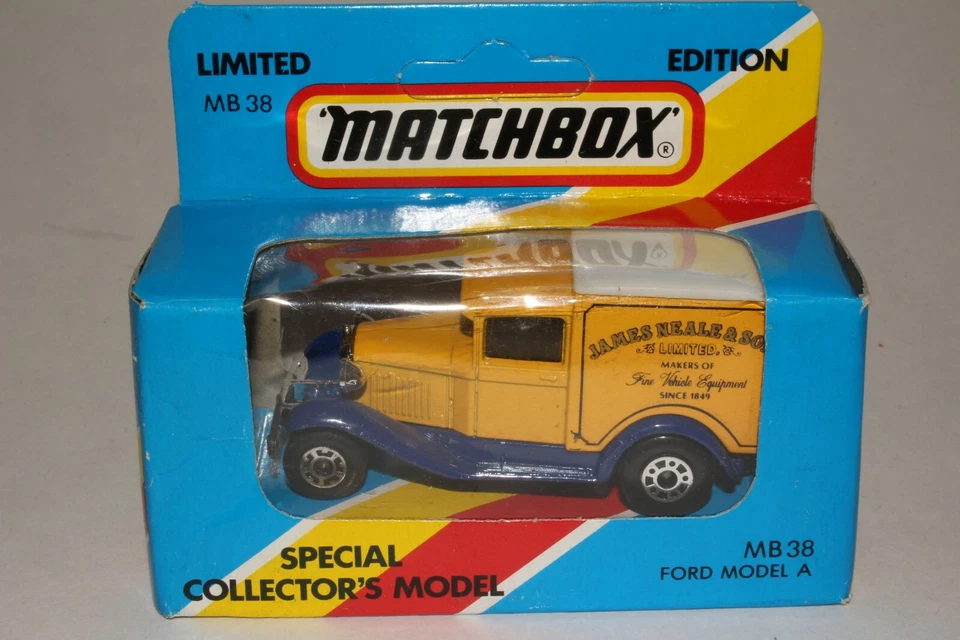 LIMITED EDITION
MB 38
'MATCHBOX'®
JAMES NEALE & SO
LIMITED.
MAKERS OF
Fine Vehicle Equipment
SINCE 1849
SPECIAL
COLLECTOR'S MODEL
MB 38
FORD MODEL A